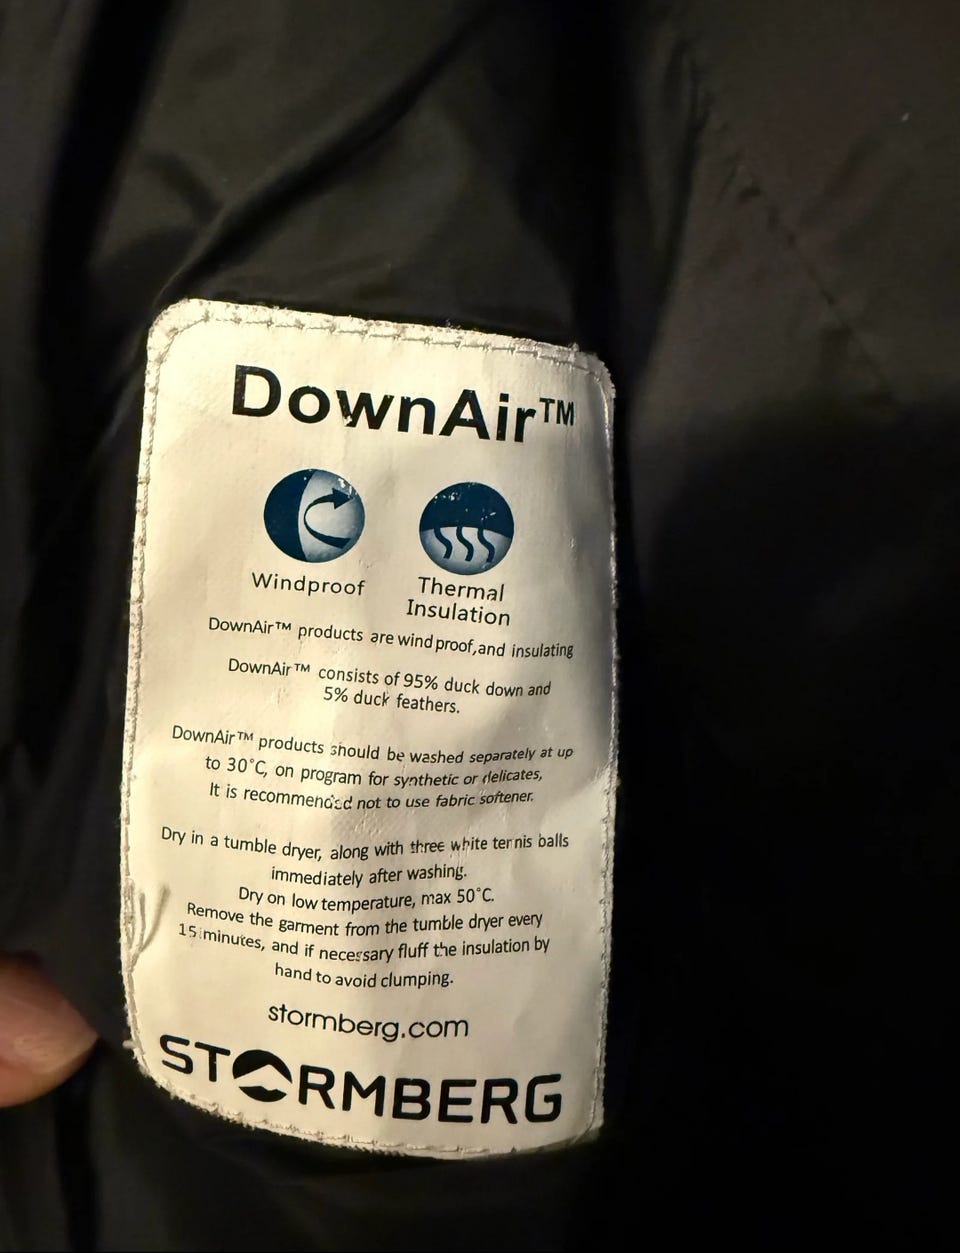 DownAir™
Windproof
Thermal
Insulation
DownAir™ products are windproof,and insulating
DownAir™ consists of 95% duck down and
5% duck feathers.
DownAir™ products should be washed separately at up
to 30°C, on program for synthetic or delicates,
It is recommended not to use fabric softener.
Dry in a tumble dryer, along with three white tennis balls
immediately after washing.
Dry on low temperature, max 50°C.
Remove the garment from the tumble dryer every
15 minutes, and if necessary fluff the insulation by
hand to avoid clumping.
stormberg.com
STORMBERG